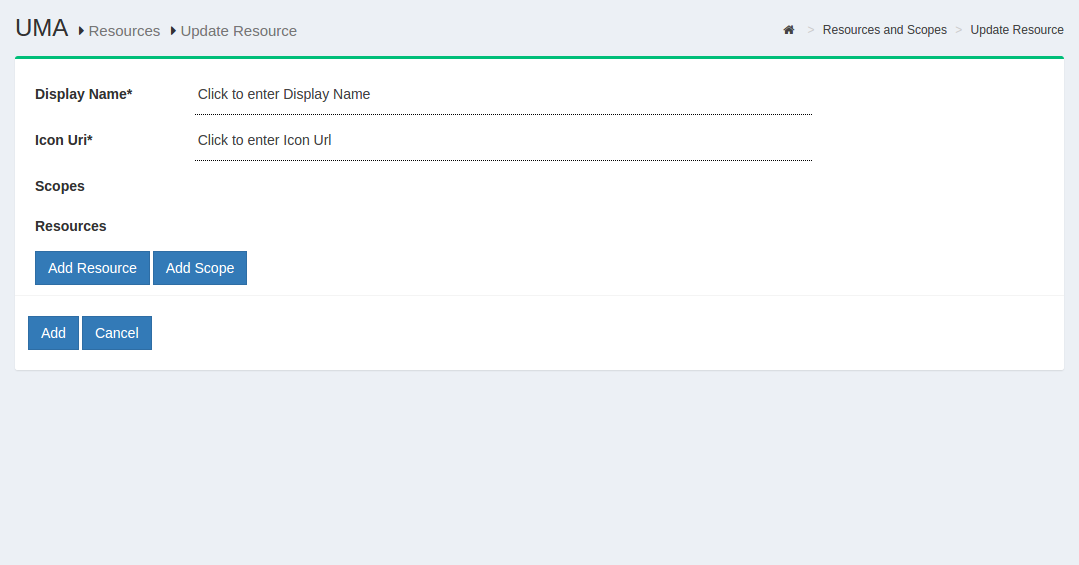 UMA Resources Update Resource
> Resources and Scopes > Update Resource
Display Name* Click to enter Display Name
Icon Uri* Click to enter Icon Url
Scopes
Resources
Add Resource Add Scope
Add Cancel